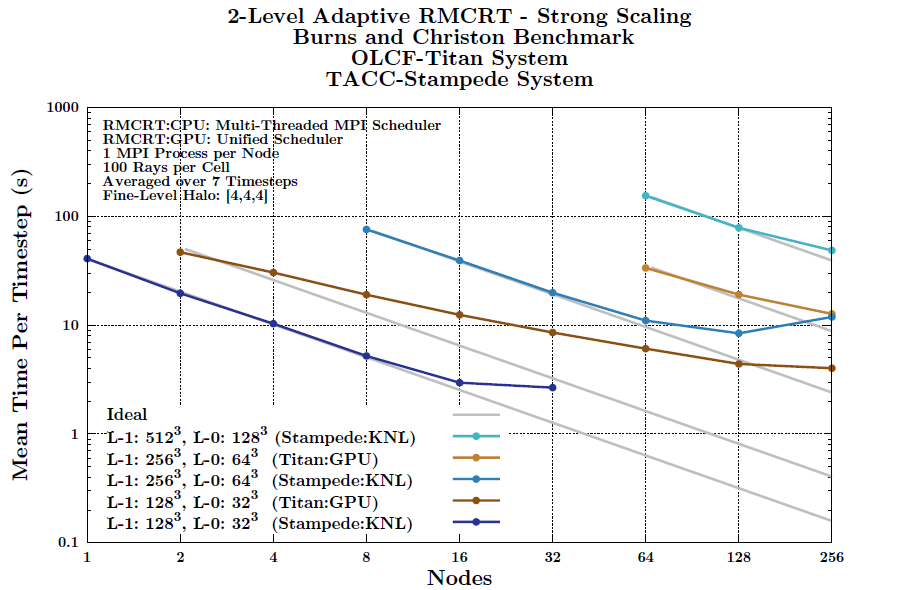 2-Level Adaptive RMCRT - Strong Scaling
Burns and Christon Benchmark
OLCF-Titan System
TACC-Stampede System
Mean Time Per Timestep (s)
1000
100
10
1
0.1
RMCRT:CPU: Multi-Threaded MPI Scheduler
RMCRT:GPU: Unified Scheduler
1 MPI Process per Node
100 Rays per Cell
Averaged over 7 Timesteps
Fine-Level Halo: [4,4,4]
Ideal
L-1: 512³, L-0: 128³ (Stampede:KNL)
L-1: 256³, L-0: 64³ (Titan:GPU)
L-1: 256³, L-0: 64³ (Stampede:KNL)
L-1: 128³, L-0: 32³ (Titan:GPU)
L-1: 128³, L-0: 32³ (Stampede:KNL)
1 2 4 8 16 32 64 128 256
Nodes